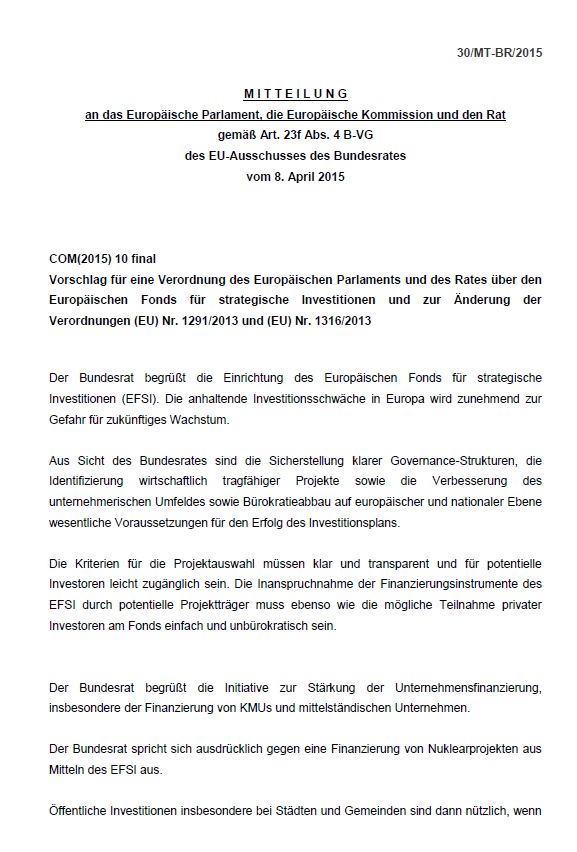 30/MT-BR/2015
M I T T E I L U N G
an das Europäische Parlament, die Europäische Kommission und den Rat
gemäß Art. 23f Abs. 4 B-VG
des EU-Ausschusses des Bundesrates
vom 8. April 2015
COM(2015) 10 final
Vorschlag für eine Verordnung des Europäischen Parlaments und des Rates über den
Europäischen Fonds für strategische Investitionen und zur Änderung der
Verordnungen (EU) Nr. 1291/2013 und (EU) Nr. 1316/2013
Der Bundesrat begrüßt die Einrichtung des Europäischen Fonds für strategische
Investitionen (EFSI). Die anhaltende Investitionsschwäche in Europa wird zunehmend zur
Gefahr für zukünftiges Wachstum.
Aus Sicht des Bundesrates sind die Sicherstellung klarer Governance-Strukturen, die
Identifizierung wirtschaftlich tragfähiger Projekte sowie die Verbesserung des
unternehmerischen Umfeldes sowie Bürokratieabbau auf europäischer und nationaler Ebene
wesentliche Voraussetzungen für den Erfolg des Investitionsplans.
Die Kriterien für die Projektauswahl müssen klar und transparent und für potentielle
Investoren leicht zugänglich sein. Die Inanspruchnahme der Finanzierungsinstrumente des
EFSI durch potentielle Projektträger muss ebenso wie die mögliche Teilnahme privater
Investoren am Fonds einfach und unbürokratisch sein.
Der Bundesrat begrüßt die Initiative zur Stärkung der Unternehmensfinanzierung,
insbesondere der Finanzierung von KMUs und mittelständischen Unternehmen.
Der Bundesrat spricht sich ausdrücklich gegen eine Finanzierung von Nuklearprojekten aus
Mitteln des EFSI aus.
Öffentliche Investitionen insbesondere bei Städten und Gemeinden sind dann nützlich, wenn